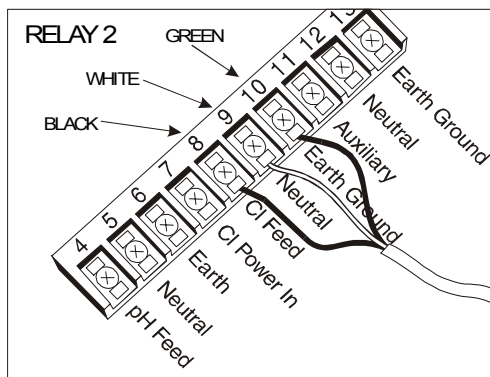 RELAY 2
GREEN
WHITE
BLACK
4
5
6
7
8
9
10
11
12
13
pH Feed
Neutral
Earth
Cl Power In
Cl Feed
Neutral
Earth Ground
Auxiliary
Neutral
Earth Ground